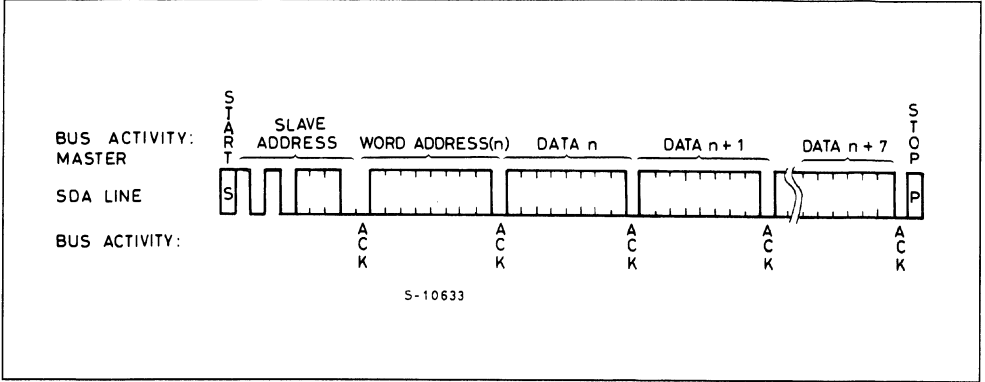 START
STOP
BUS ACTIVITY:
MASTER
SLAVE
ADDRESS
WORD ADDRESS(n)
DATA n
DATA n+1
DATA n+7
SDA LINE
S
P
BUS ACTIVITY:
ACK
ACK
ACK
ACK
ACK
S-10633